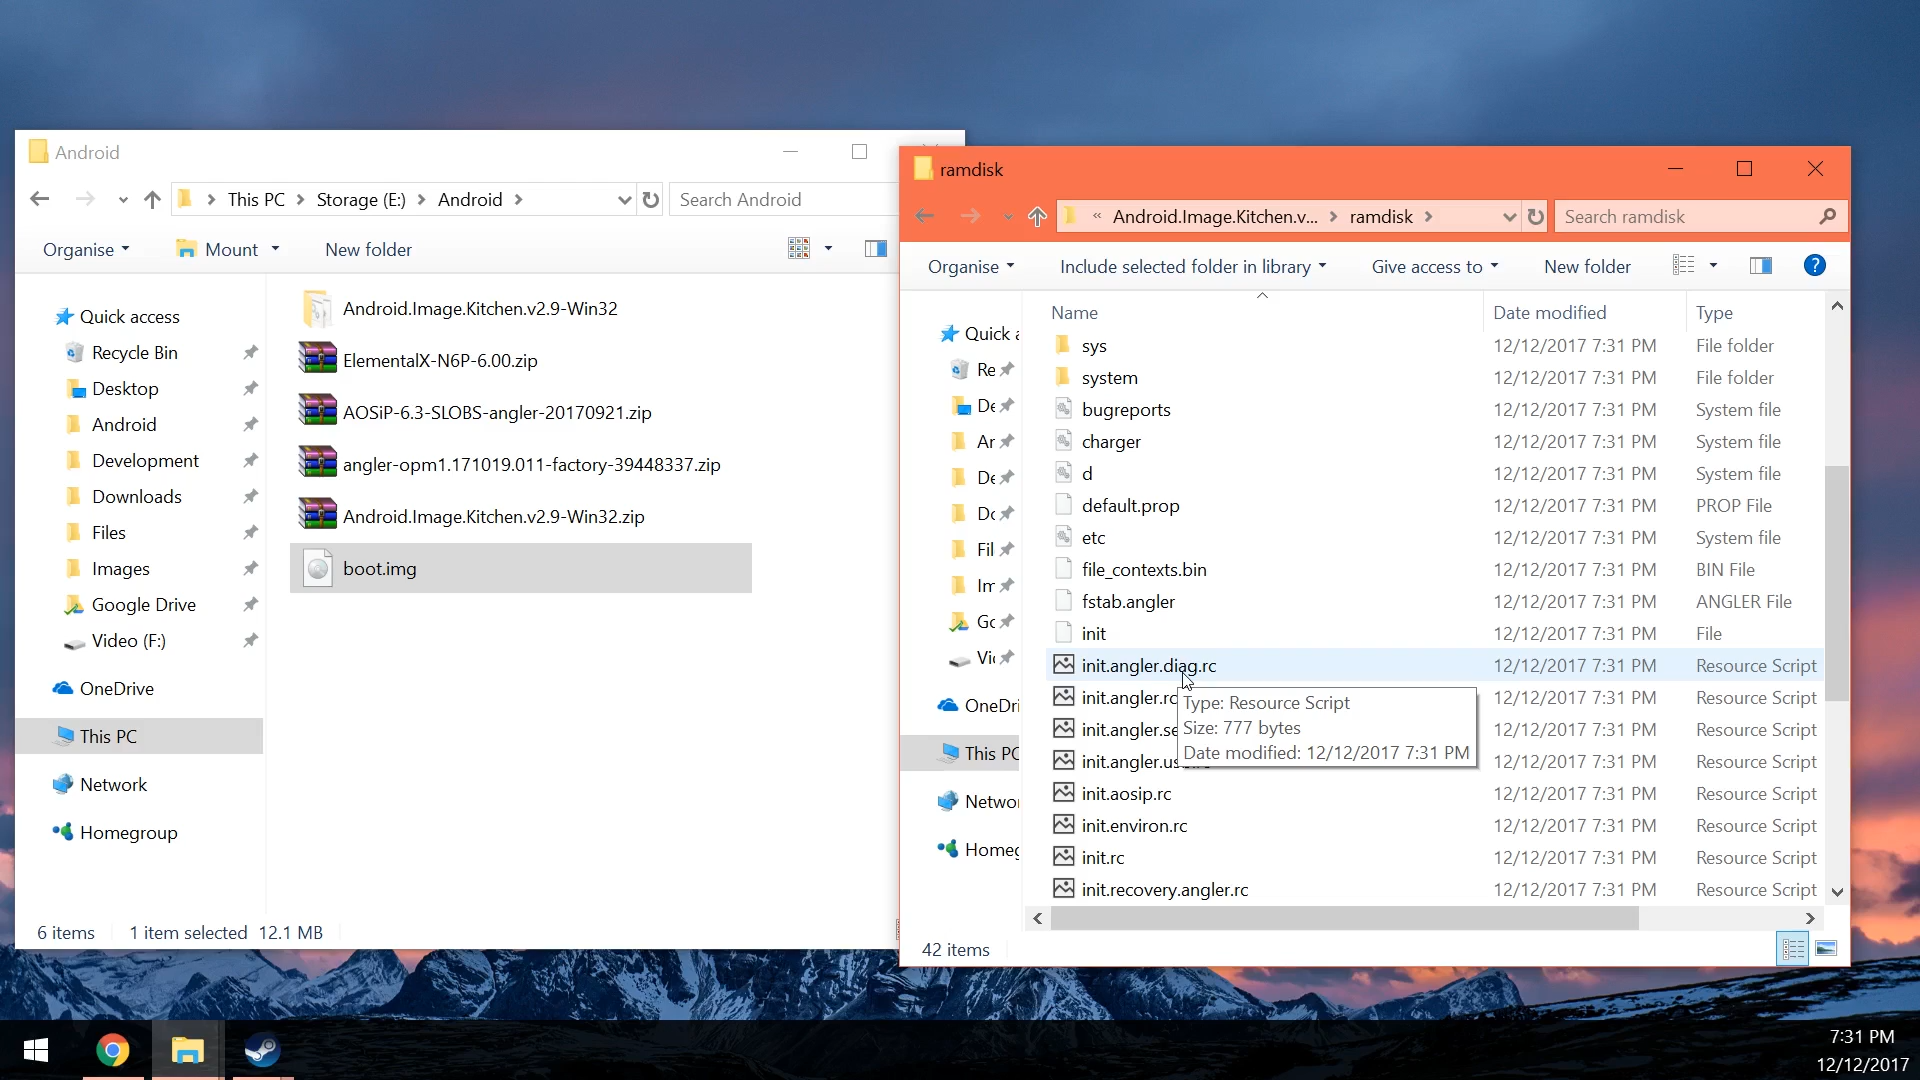 Android
This PC
Storage (E:)
Android
Search Android
Organise
Mount
New folder
Quick access
Recycle Bin
Desktop
Android
Development
Downloads
Files
Images
Google Drive
Video (F:)
OneDrive
This PC
Network
Homegroup
Android.Image.Kitchen.v2.9-Win32
ElementalX-N6P-6.00.zip
AOSiP-6.3-SLOBS-angler-20170921.zip
angler-opm1.171019.011-factory-39448337.zip
Android.Image.Kitchen.v2.9-Win32.zip
boot.img
6 items 1 item selected 12.1 MB
ramdisk
« Android.Image.Kitchen.v... ramdisk
Search ramdisk
Organise
Include selected folder in library
Give access to
New folder
?
Quick a
Re
De
Ar
De
Do
Fil
Im
Go
Vid
OneDri
This PC
Netwo
Homeg
Name Date modified Type
sys 12/12/2017 7:31 PM File folder
system 12/12/2017 7:31 PM File folder
bugreports 12/12/2017 7:31 PM System file
charger 12/12/2017 7:31 PM System file
d 12/12/2017 7:31 PM System file
default.prop 12/12/2017 7:31 PM PROP File
etc 12/12/2017 7:31 PM System file
file_contexts.bin 12/12/2017 7:31 PM BIN File
fstab.angler 12/12/2017 7:31 PM ANGLER File
init 12/12/2017 7:31 PM File
init.angler.diag.rc 12/12/2017 7:31 PM Resource Script
init.angler.rc 12/12/2017 7:31 PM Resource Script
init.angler.se 12/12/2017 7:31 PM Resource Script
init.angler.us 12/12/2017 7:31 PM Resource Script
init.aosip.rc 12/12/2017 7:31 PM Resource Script
init.environ.rc 12/12/2017 7:31 PM Resource Script
init.rc 12/12/2017 7:31 PM Resource Script
init.recovery.angler.rc 12/12/2017 7:31 PM Resource Script
Type: Resource Script
Size: 777 bytes
Date modified: 12/12/2017 7:31 PM
42 items
7:31 PM
12/12/2017